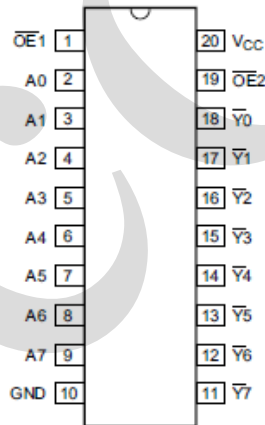 OE1 1 20 VCC
A0 2 19 OE2
A1 3 18 Y0
A2 4 17 Y1
A3 5 16 Y2
A4 6 15 Y3
A5 7 14 Y4
A6 8 13 Y5
A7 9 12 Y6
GND 10 11 Y7